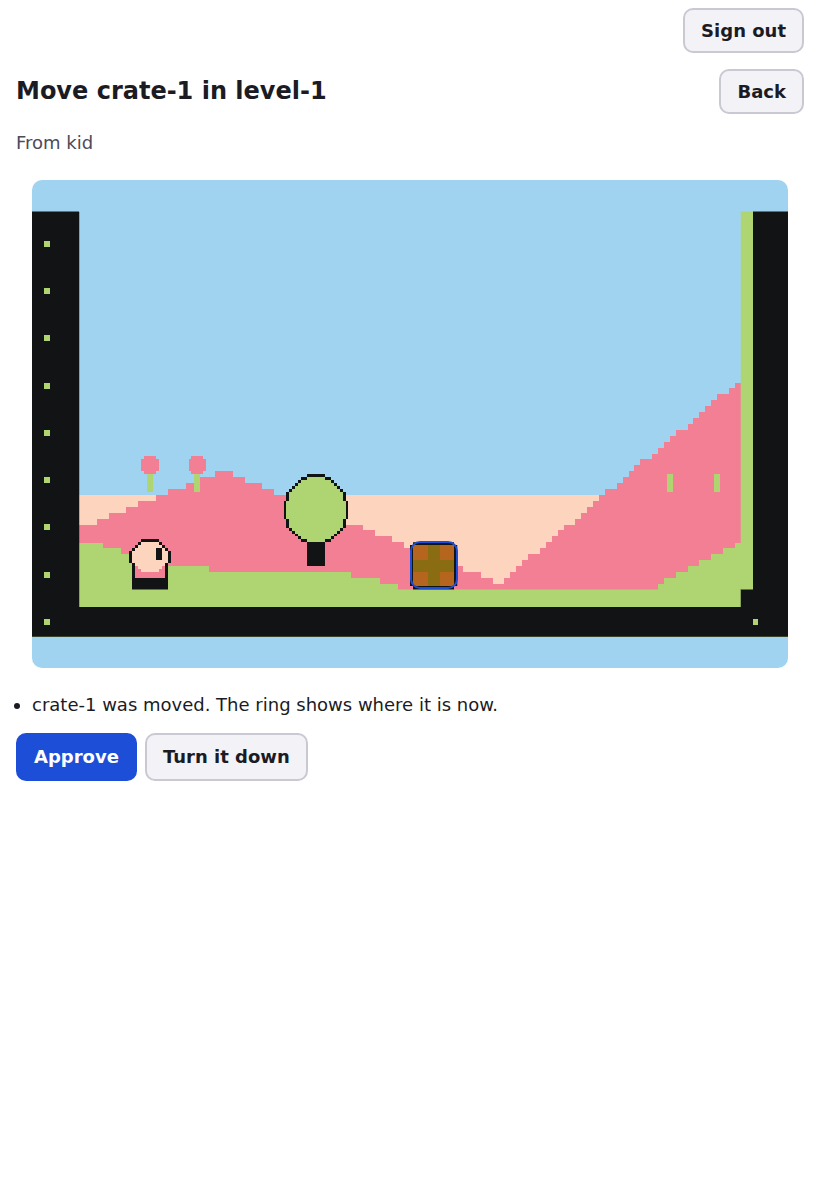 Sign out
Move crate-1 in level-1
Back
From kid
crate-1 was moved. The ring shows where it is now.
Approve
Turn it down